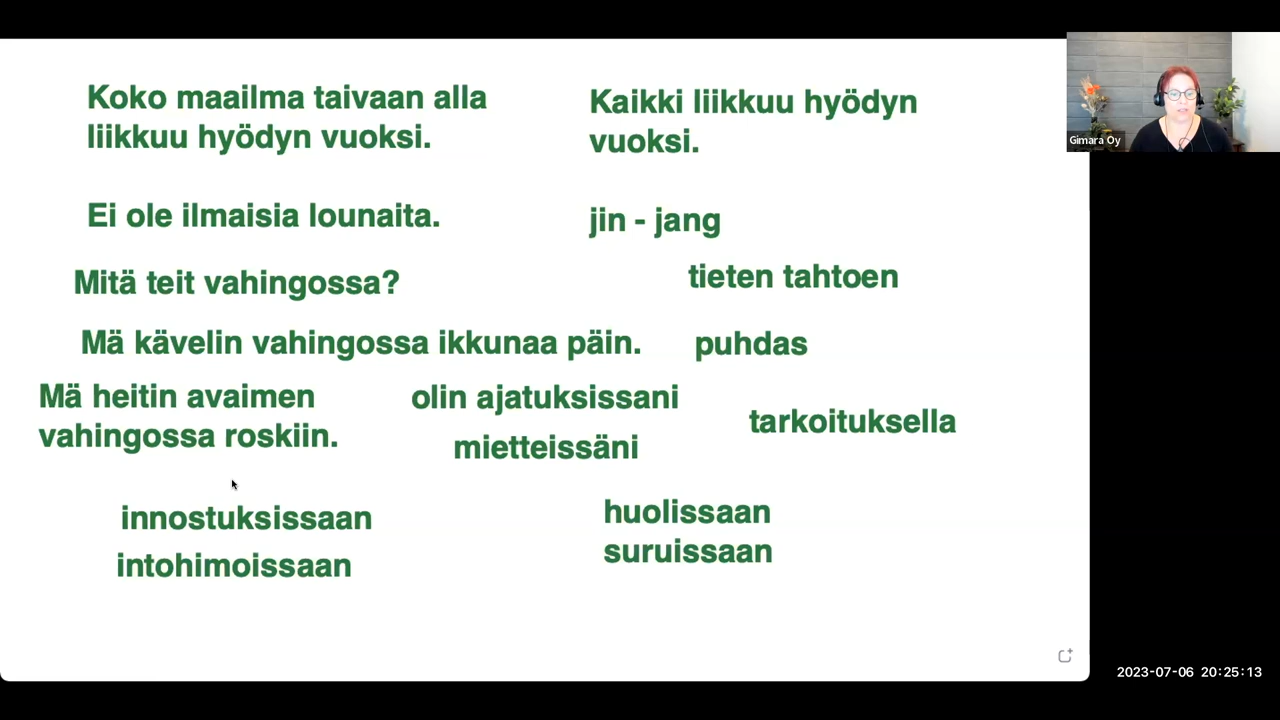 Koko maailma taivaan alla
liikkuu hyödyn vuoksi.
Kaikki liikkuu hyödyn
vuoksi.
Ei ole ilmaisia lounaita.
jin - jang
Mitä teit vahingossa?
tieten tahtoen
Mä kävelin vahingossa ikkunaa päin.
puhdas
Mä heitin avaimen
vahingossa roskiin.
olin ajatuksissani
mietteissäni
tarkoituksella
innostuksissaan
intohimoissaan
huolissaan
suruissaan
Gimara Oy
2023-07-06 20:25:13